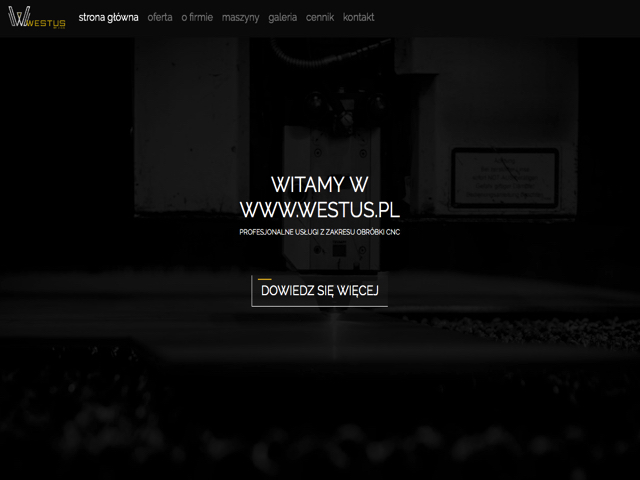 WESTUS
strona główna
oferta
o firmie
maszyny
galeria
cennik
kontakt
WITAMY W
WWW.WESTUS.PL
PROFESJONALNE USŁUGI Z ZAKRESU OBRÓBKI CNC
DOWIEDZ SIĘ WIĘCEJ